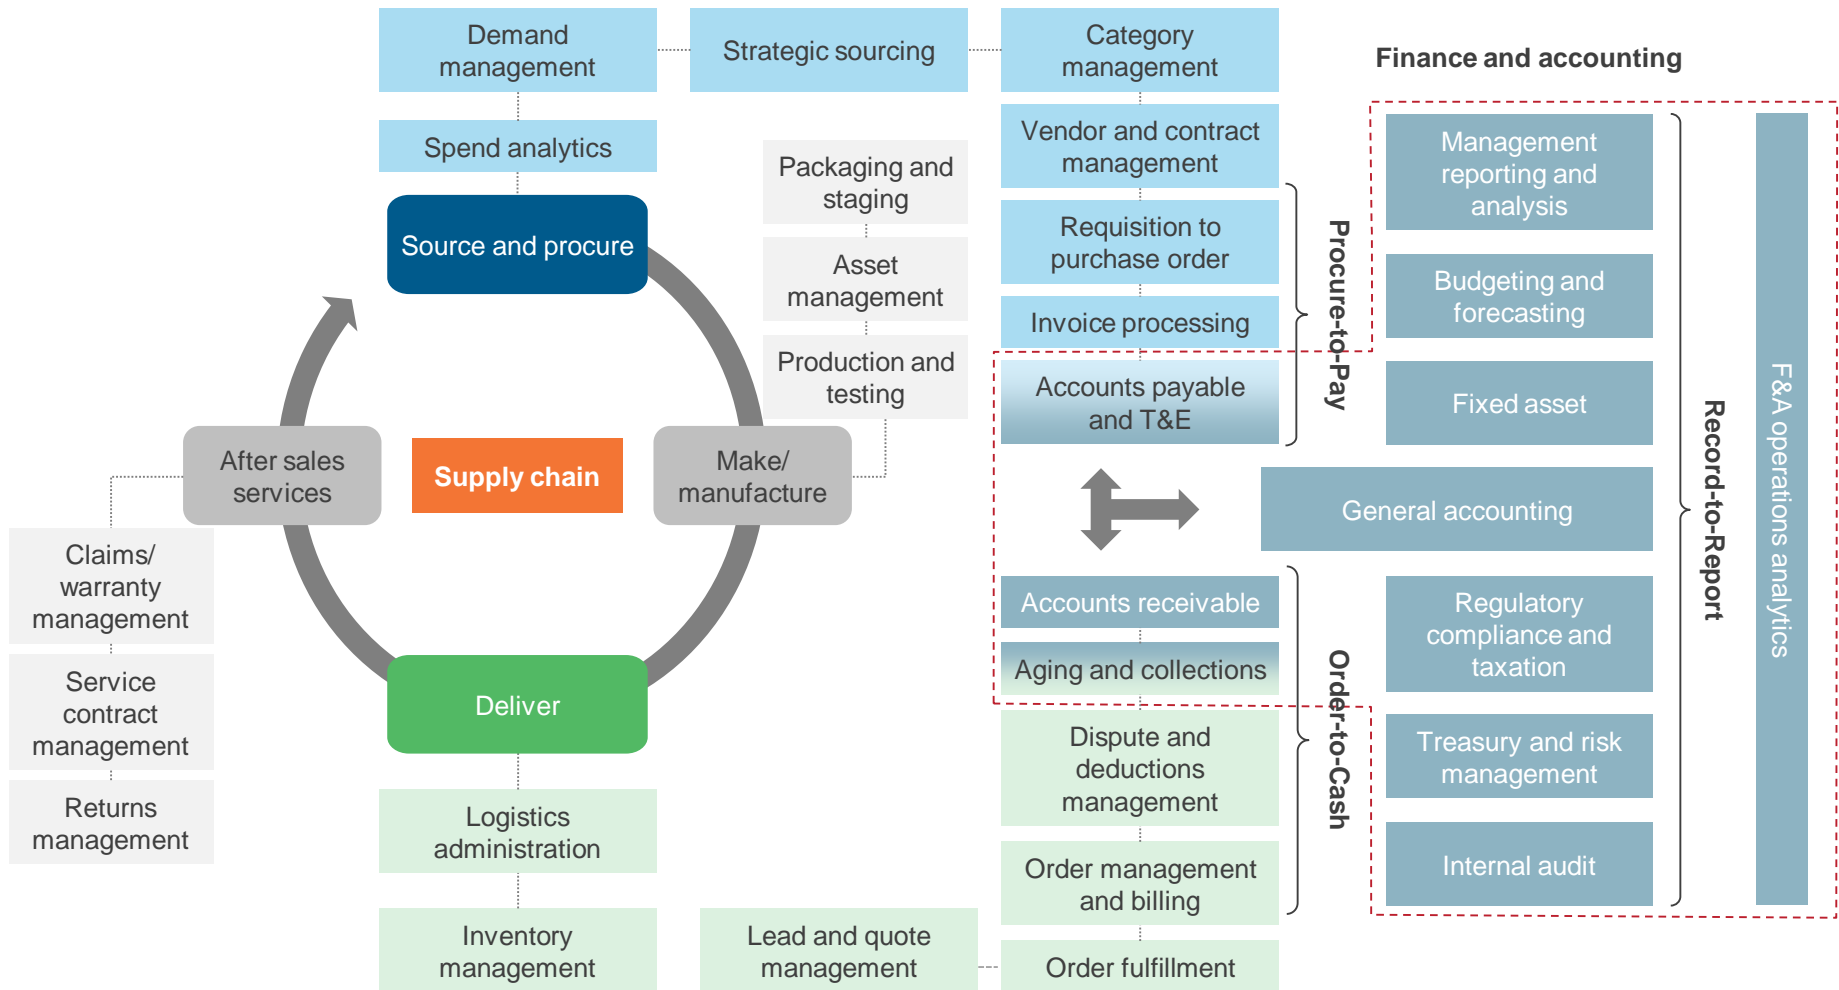 Demand
management
Strategic sourcing
Category
management
Finance and accounting
Spend analytics
Vendor and contract
management
Management
reporting and
analysis
Packaging and
staging
Source and procure
Requisition to
purchase order
Procure-to-Pay
Asset
management
Budgeting and
forecasting
Invoice processing
Production and
testing
Accounts payable
and T&E
Fixed asset
Record-to-Report
F&A operations analytics
After sales
services
Supply chain
Make/
manufacture
General accounting
Claims/
warranty
management
Accounts receivable
Regulatory
compliance and
taxation
Aging and collections
Order-to-Cash
Service
contract
management
Deliver
Dispute and
deductions
management
Treasury and risk
management
Returns
management
Logistics
administration
Order management
and billing
Internal audit
Inventory
management
Lead and quote
management
Order fulfillment